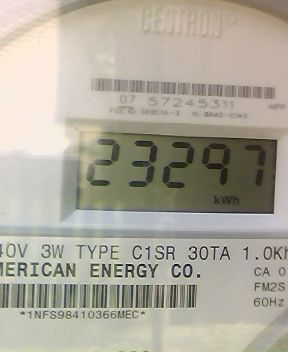 CENTRON®
07 57245311
23297
kWh
40V 3W TYPE C1SR 30TA 1.0Kh
MERICAN ENERGY CO.
CA 0
FM2S
60Hz
*1NFS98410366MEC*